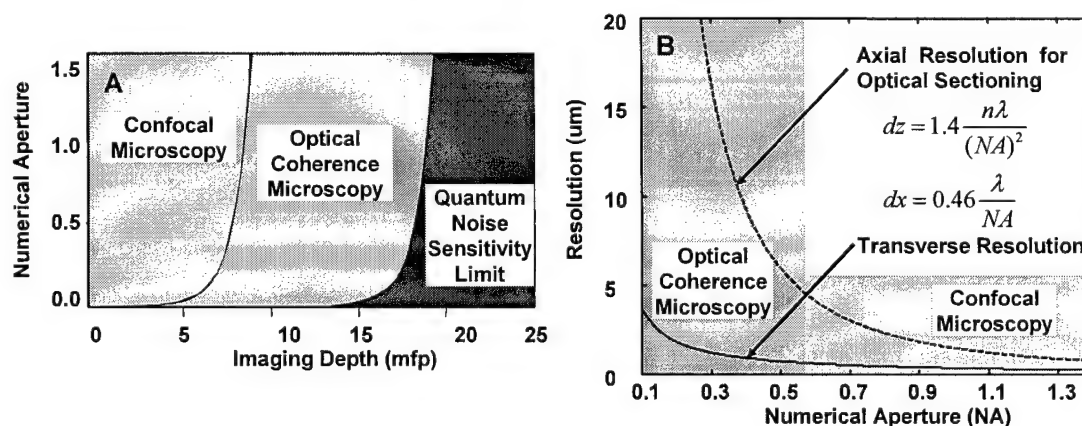 A
Numerical Aperture
1.5
1.0
0.5
0.0
Confocal
Microscopy
Optical
Coherence
Microscopy
Quantum
Noise
Sensitivity
Limit
0 5 10 15 20 25
Imaging Depth (mfp)
B
Resolution (um)
20
15
10
5
0
Axial Resolution for
Optical Sectioning
dz = 1.4 nλ/(NA)²
dx = 0.46 λ/NA
Transverse Resolution
Optical
Coherence
Microscopy
Confocal
Microscopy
0.1 0.3 0.5 0.7 0.9 1.1 1.3
Numerical Aperture (NA)